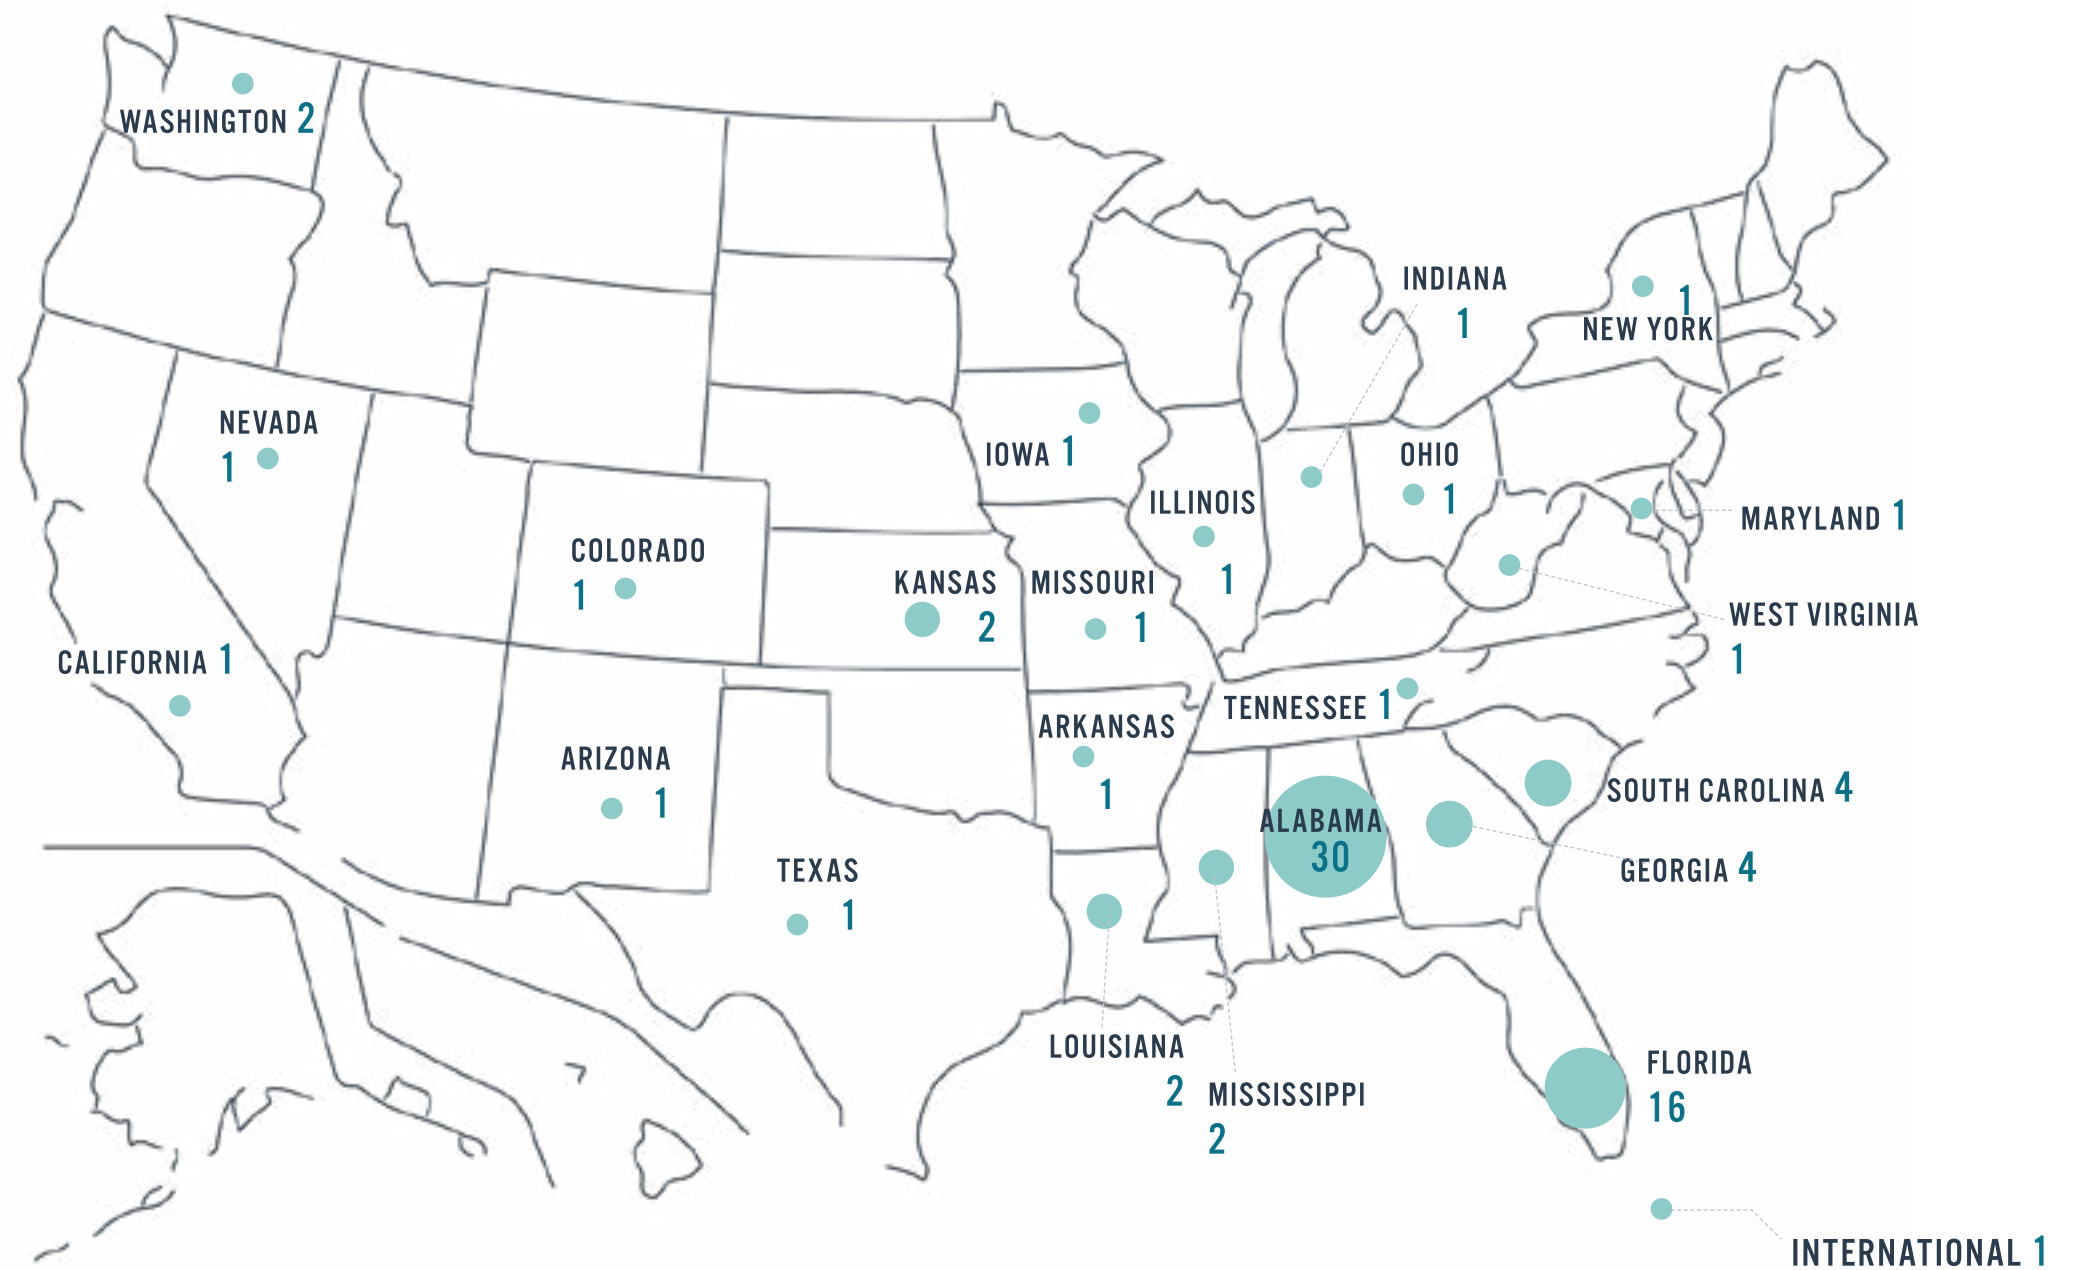 WASHINGTON 2
INDIANA
1
1
NEW YORK
NEVADA
1
IOWA 1
OHIO
1
ILLINOIS
1
MARYLAND 1
COLORADO
1
KANSAS
2
MISSOURI
1
WEST VIRGINIA
1
CALIFORNIA 1
TENNESSEE 1
ARKANSAS
1
ARIZONA
1
SOUTH CAROLINA 4
ALABAMA
30
GEORGIA 4
TEXAS
1
LOUISIANA
2
MISSISSIPPI
2
FLORIDA
16
INTERNATIONAL 1